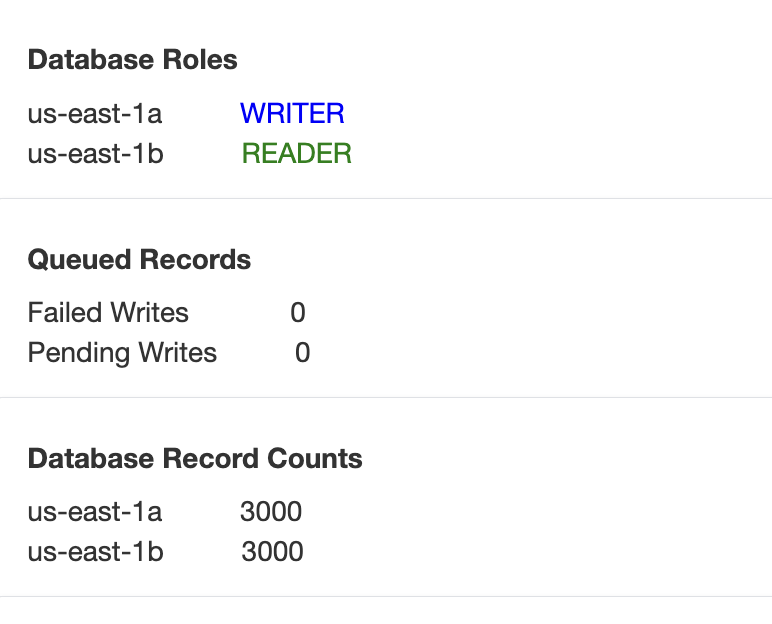 Database Roles
us-east-1a WRITER
us-east-1b READER
Queued Records
Failed Writes 0
Pending Writes 0
Database Record Counts
us-east-1a 3000
us-east-1b 3000